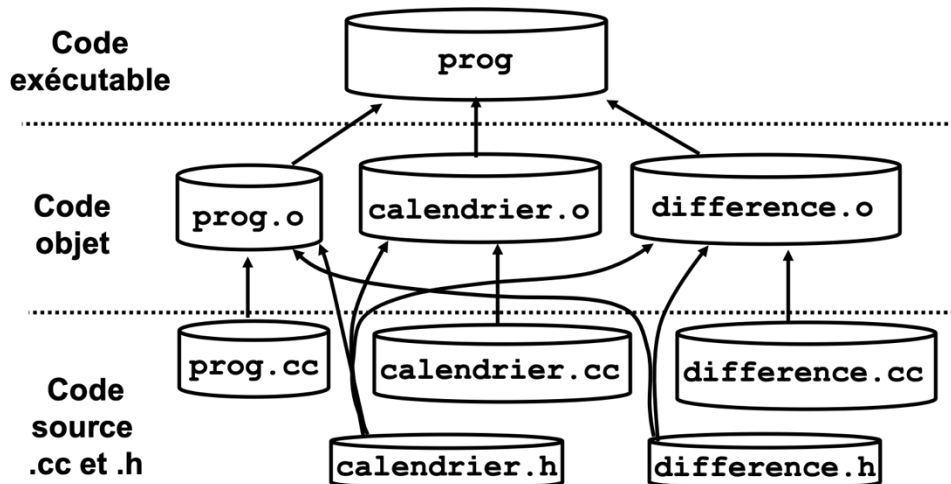 Code
exécutable
prog
Code
objet
prog.o
calendrier.o
difference.o
Code
source
.cc et .h
prog.cc
calendrier.cc
difference.cc
calendrier.h
difference.h